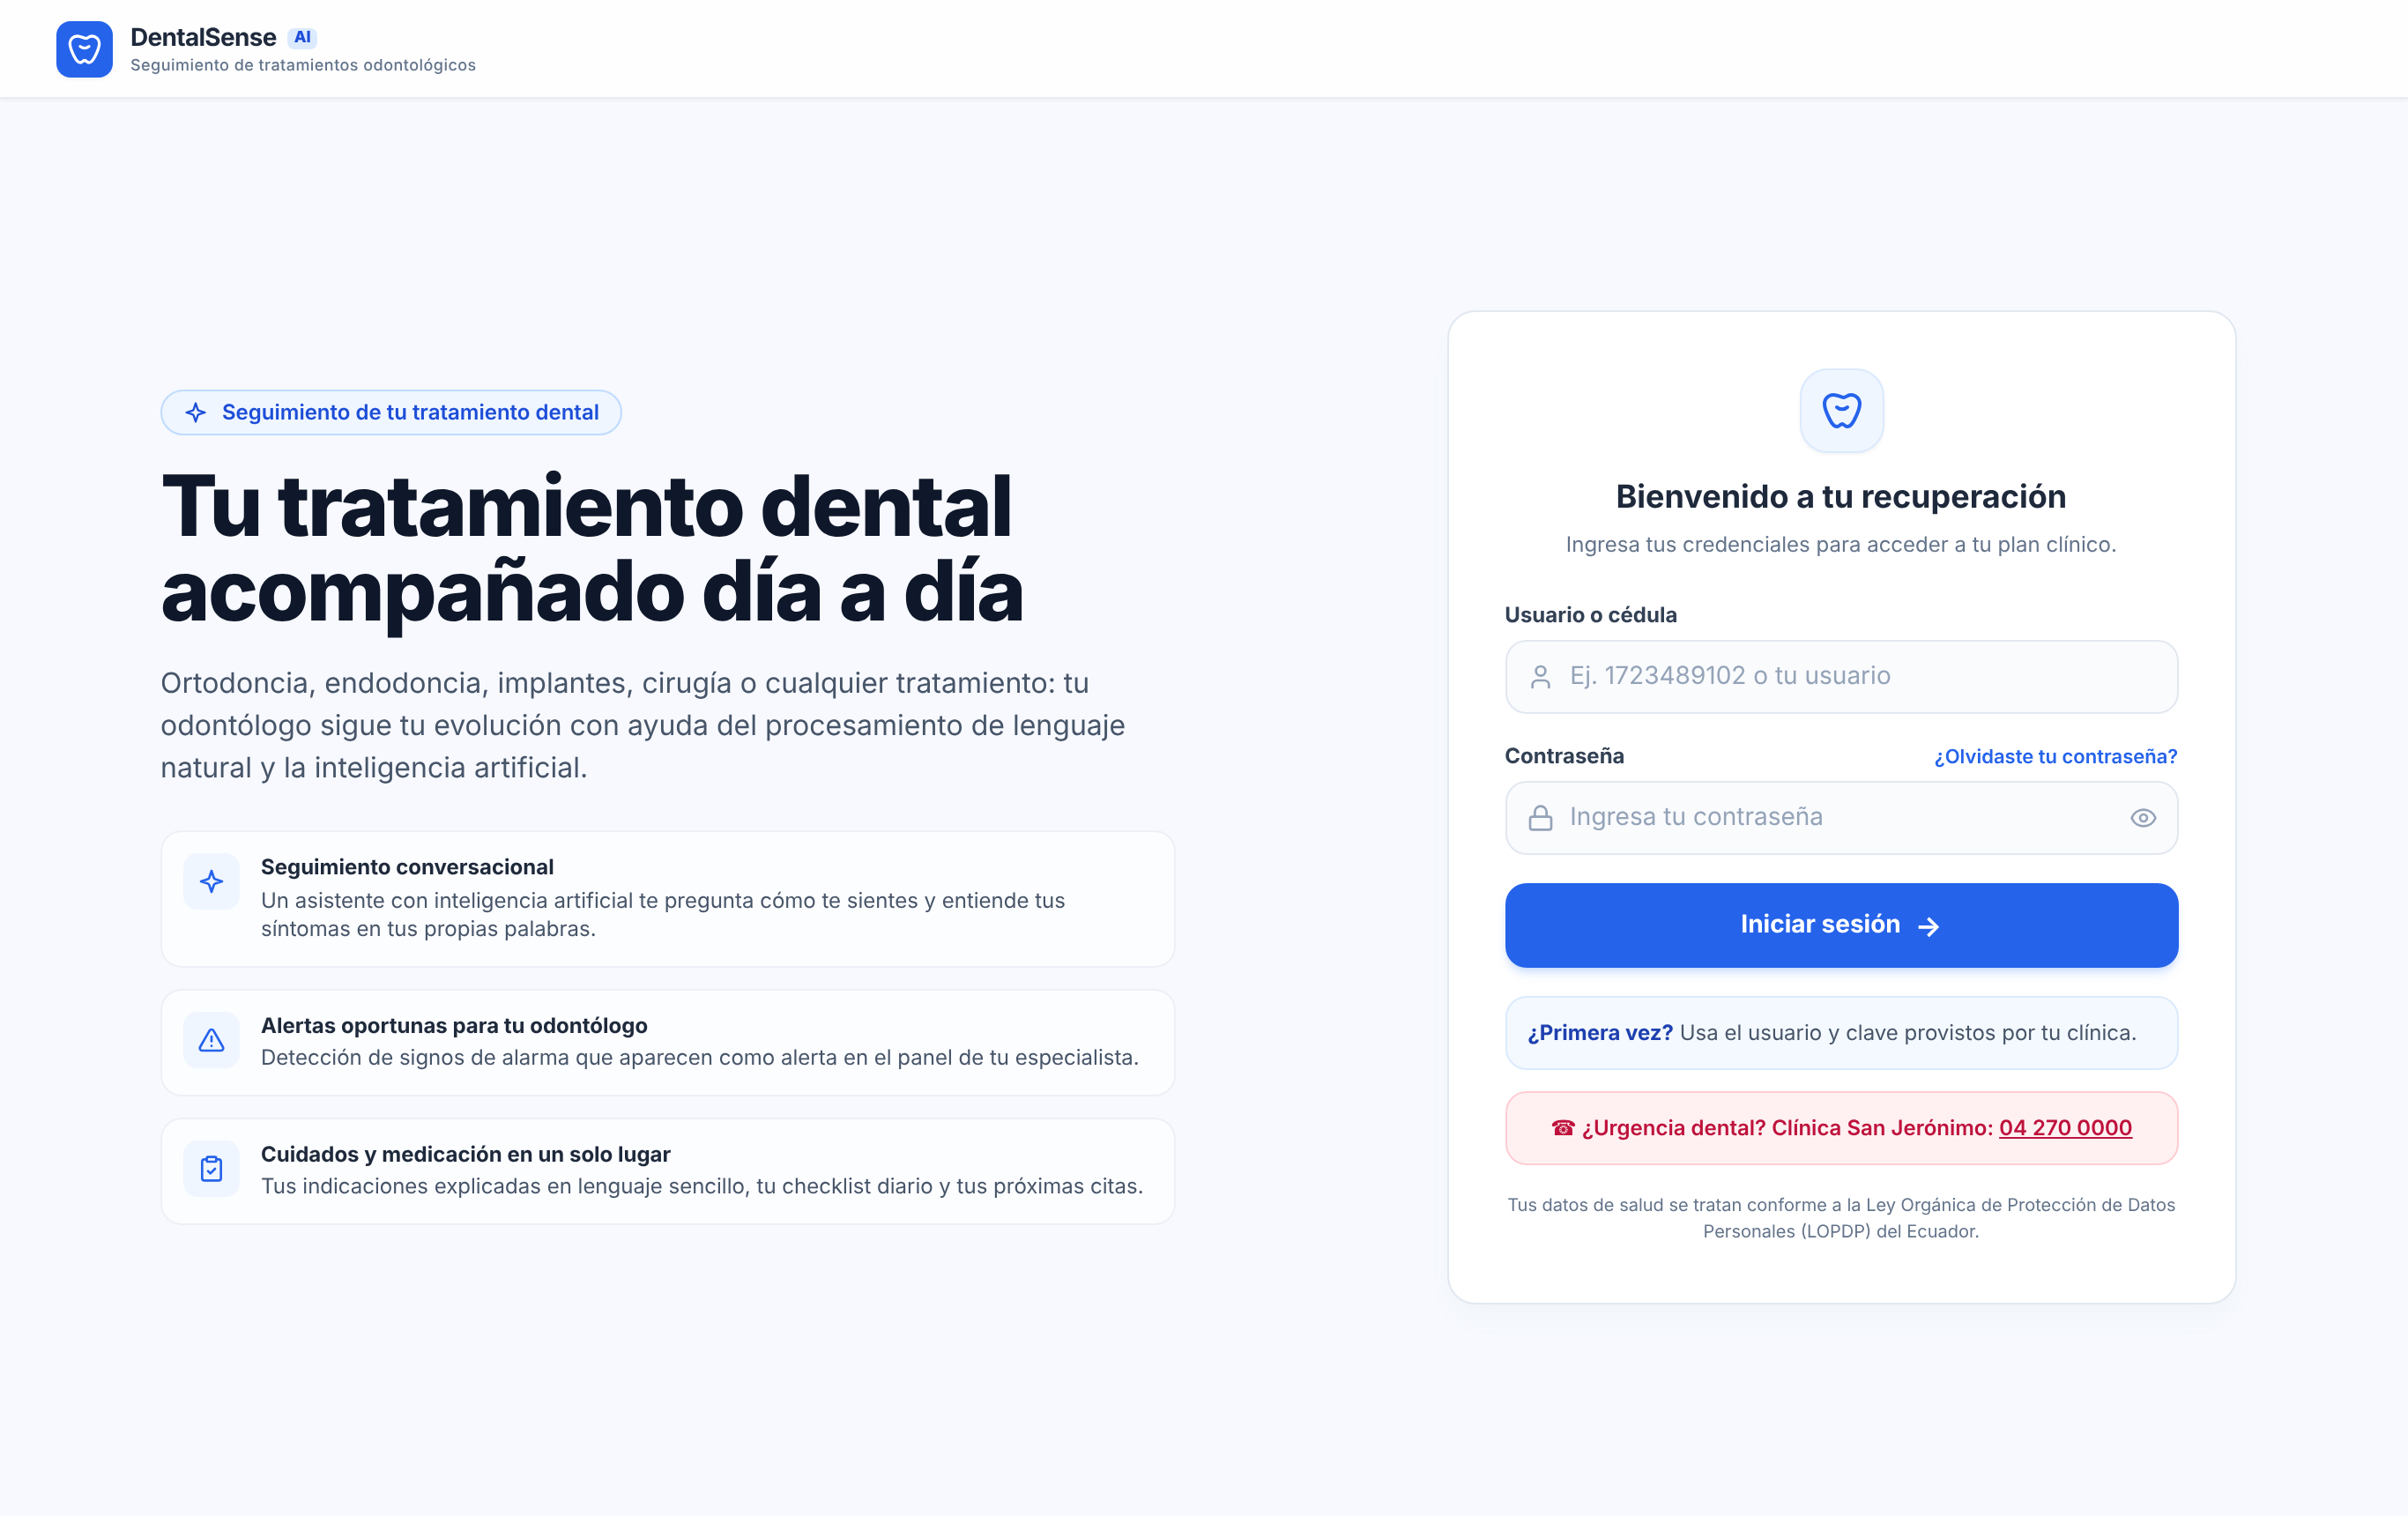 DentalSense AI
Seguimiento de tratamientos odontológicos
Seguimiento de tu tratamiento dental
Tu tratamiento dental
acompañado día a día
Ortodoncia, endodoncia, implantes, cirugía o cualquier tratamiento: tu
odontólogo sigue tu evolución con ayuda del procesamiento de lenguaje
natural y la inteligencia artificial.
Seguimiento conversacional
Un asistente con inteligencia artificial te pregunta cómo te sientes y entiende tus
síntomas en tus propias palabras.
Alertas oportunas para tu odontólogo
Detección de signos de alarma que aparecen como alerta en el panel de tu especialista.
Cuidados y medicación en un solo lugar
Tus indicaciones explicadas en lenguaje sencillo, tu checklist diario y tus próximas citas.
Bienvenido a tu recuperación
Ingresa tus credenciales para acceder a tu plan clínico.
Usuario o cédula
Ej. 1723489102 o tu usuario
Contraseña ¿Olvidaste tu contraseña?
Ingresa tu contraseña
Iniciar sesión →
¿Primera vez? Usa el usuario y clave provistos por tu clínica.
☎ ¿Urgencia dental? Clínica San Jerónimo: 04 270 0000
Tus datos de salud se tratan conforme a la Ley Orgánica de Protección de Datos
Personales (LOPDP) del Ecuador.